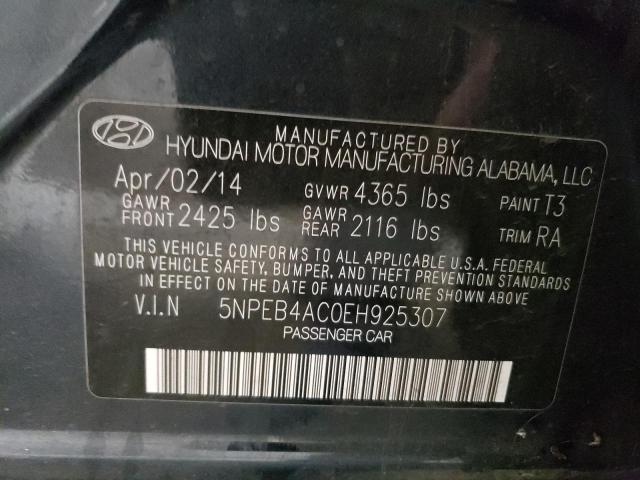 MANUFACTURED BY
HYUNDAI MOTOR MANUFACTURING ALABAMA, LLC
Apr/02/14 GVWR 4365 lbs PAINT T3
GAWR FRONT 2425 lbs GAWR REAR 2116 lbs TRIM RA
THIS VEHICLE CONFORMS TO ALL APPLICABLE U.S.A. FEDERAL
MOTOR VEHICLE SAFETY, BUMPER, AND THEFT PREVENTION STANDARDS
IN EFFECT ON THE DATE OF MANUFACTURE SHOWN ABOVE.
V.I.N 5NPEB4AC0EH925307
PASSENGER CAR